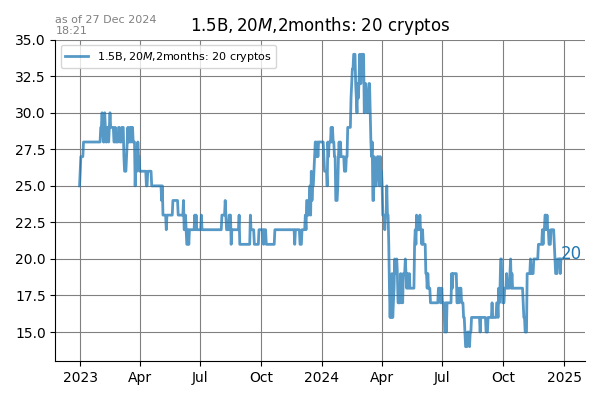 as of 27 Dec 2024
18:21
1.5B, 20M,2months: 20 cryptos
1.5B, 20M,2months: 20 cryptos
35.0
32.5
30.0
27.5
25.0
22.5
20.0
17.5
15.0
20
2023 Apr Jul Oct 2024 Apr Jul Oct 2025